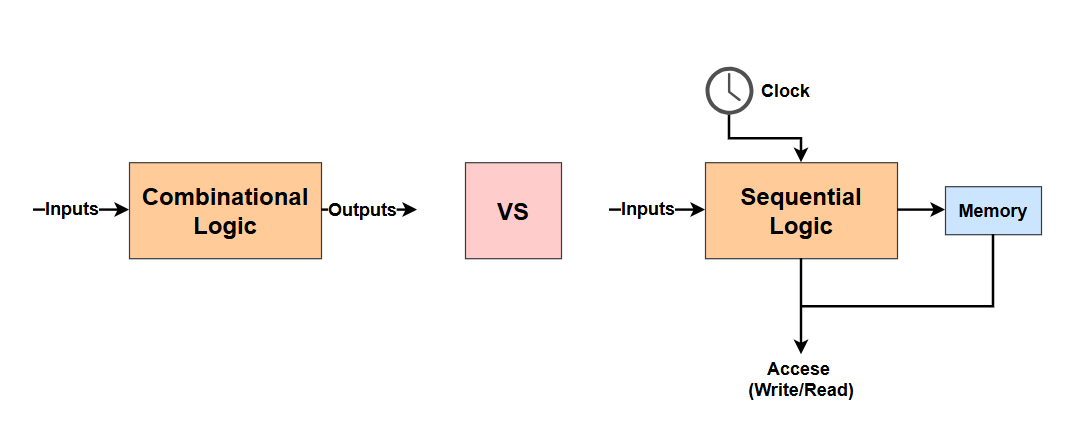 Clock
Inputs
Combinational
Logic
Outputs
VS
Inputs
Sequential
Logic
Memory
Accese
(Write/Read)